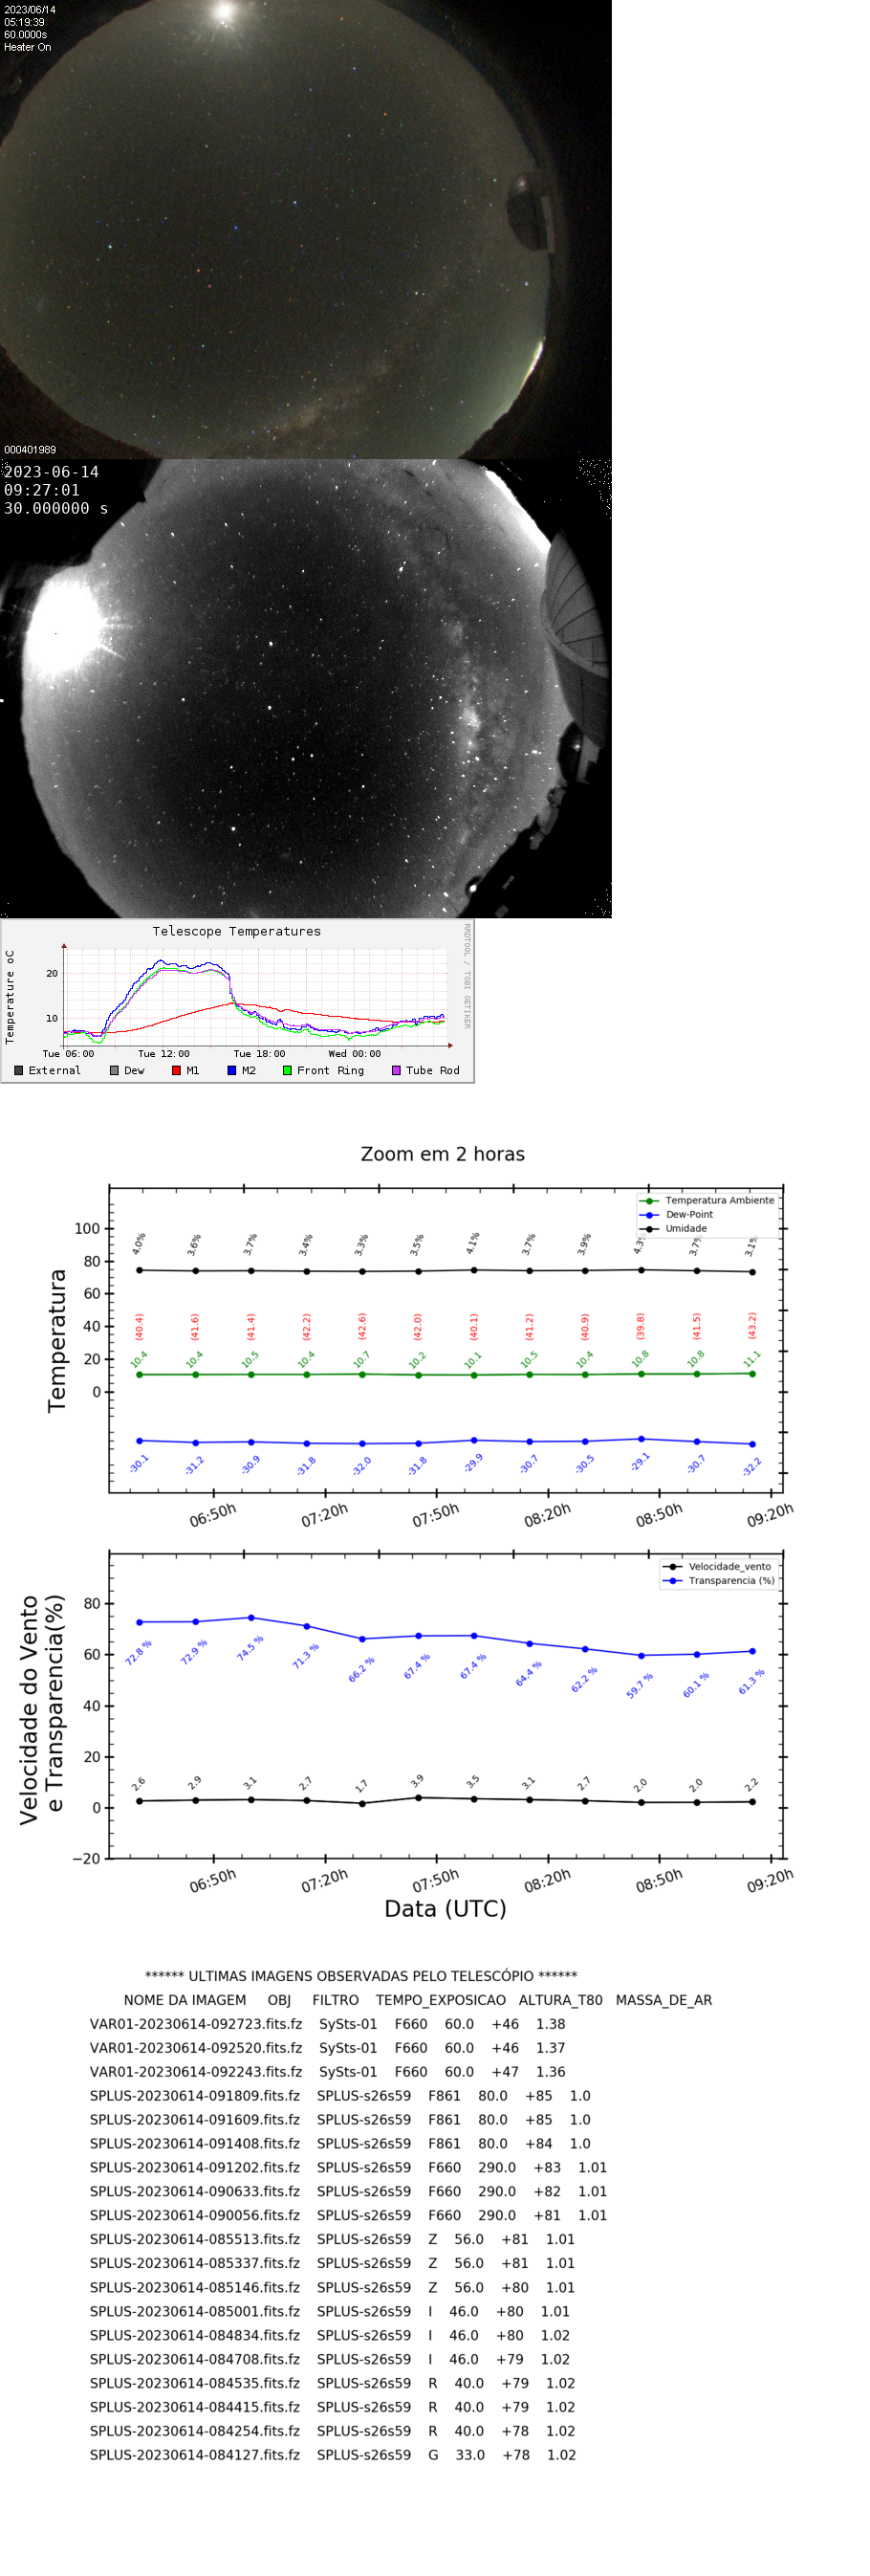 2023/06/14
05:19:39
60.0000s
Heater On
000401989
2023-06-14
09:27:01
30.000000 s
Telescope Temperatures
RRDTOOL / TOBI OETIKER
Temperature oC
20
10
Tue 06:00 Tue 12:00 Tue 18:00 Wed 00:00
External Dew M1 M2 Front Ring Tube Rod
Zoom em 2 horas
Temperatura Ambiente
Dew-Point
Umidade
Temperatura
100
80
60
40
20
0
4.0% 3.6% 3.7% 3.4% 3.3% 3.5% 4.1% 3.7% 3.9% 4.3% 3.7% 3.1%
(40.4) (41.6) (41.4) (42.2) (42.6) (42.0) (40.1) (41.2) (40.9) (39.8) (41.5) (43.2)
10.4 10.4 10.5 10.4 10.7 10.2 10.1 10.5 10.4 10.8 10.8 11.1
-30.1 -31.2 -30.9 -31.8 -32.0 -31.8 -29.9 -30.7 -30.5 -29.1 -30.7 -32.2
06:50h 07:20h 07:50h 08:20h 08:50h 09:20h
Velocidade_vento
Transparencia (%)
Velocidade do Vento
e Transparencia(%)
80
60
40
20
0
−20
72.8 % 72.9 % 74.5 % 71.3 % 66.2 % 67.4 % 67.4 % 64.4 % 62.2 % 59.7 % 60.1 % 61.3 %
2.6 2.9 3.1 2.7 1.7 3.9 3.5 3.1 2.7 2.0 2.0 2.2
06:50h 07:20h 07:50h 08:20h 08:50h 09:20h
Data (UTC)
****** ULTIMAS IMAGENS OBSERVADAS PELO TELESCÓPIO ******
NOME DA IMAGEM OBJ FILTRO TEMPO_EXPOSICAO ALTURA_T80 MASSA_DE_AR
VAR01-20230614-092723.fits.fz SySts-01 F660 60.0 +46 1.38
VAR01-20230614-092520.fits.fz SySts-01 F660 60.0 +46 1.37
VAR01-20230614-092243.fits.fz SySts-01 F660 60.0 +47 1.36
SPLUS-20230614-091809.fits.fz SPLUS-s26s59 F861 80.0 +85 1.0
SPLUS-20230614-091609.fits.fz SPLUS-s26s59 F861 80.0 +85 1.0
SPLUS-20230614-091408.fits.fz SPLUS-s26s59 F861 80.0 +84 1.0
SPLUS-20230614-091202.fits.fz SPLUS-s26s59 F660 290.0 +83 1.01
SPLUS-20230614-090633.fits.fz SPLUS-s26s59 F660 290.0 +82 1.01
SPLUS-20230614-090056.fits.fz SPLUS-s26s59 F660 290.0 +81 1.01
SPLUS-20230614-085513.fits.fz SPLUS-s26s59 Z 56.0 +81 1.01
SPLUS-20230614-085337.fits.fz SPLUS-s26s59 Z 56.0 +81 1.01
SPLUS-20230614-085146.fits.fz SPLUS-s26s59 Z 56.0 +80 1.01
SPLUS-20230614-085001.fits.fz SPLUS-s26s59 I 46.0 +80 1.01
SPLUS-20230614-084834.fits.fz SPLUS-s26s59 I 46.0 +80 1.02
SPLUS-20230614-084708.fits.fz SPLUS-s26s59 I 46.0 +79 1.02
SPLUS-20230614-084535.fits.fz SPLUS-s26s59 R 40.0 +79 1.02
SPLUS-20230614-084415.fits.fz SPLUS-s26s59 R 40.0 +79 1.02
SPLUS-20230614-084254.fits.fz SPLUS-s26s59 R 40.0 +78 1.02
SPLUS-20230614-084127.fits.fz SPLUS-s26s59 G 33.0 +78 1.02